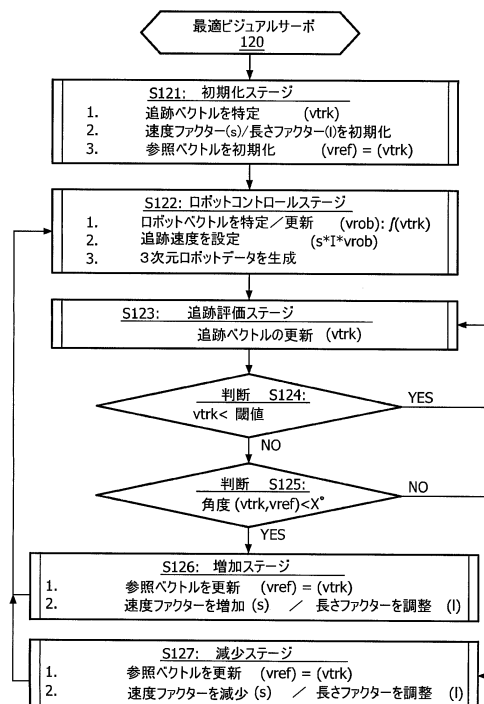 最適ビジュアルサーボ
120
S121: 初期化ステージ
1. 追跡ベクトルを特定 (vtrk)
2. 速度ファクター(s)/長さファクター(l)を初期化
3. 参照ベクトルを初期化 (vref) = (vtrk)
S122: ロボットコントロールステージ
1. ロボットベクトルを特定/更新 (vrob): ∫(vtrk)
2. 追跡速度を設定 (s*I*vrob)
3. 3次元ロボットデータを生成
S123: 追跡評価ステージ
追跡ベクトルの更新 (vtrk)
判断 S124:
vtrk< 閾値
YES
NO
判断 S125:
角度 (vtrk,vref)<X°
NO
YES
S126: 増加ステージ
1. 参照ベクトルを更新 (vref) = (vtrk)
2. 速度ファクターを増加 (s) / 長さファクターを調整 (l)
S127: 減少ステージ
1. 参照ベクトルを更新 (vref) = (vtrk)
2. 速度ファクターを減少 (s) / 長さファクターを調整 (l)